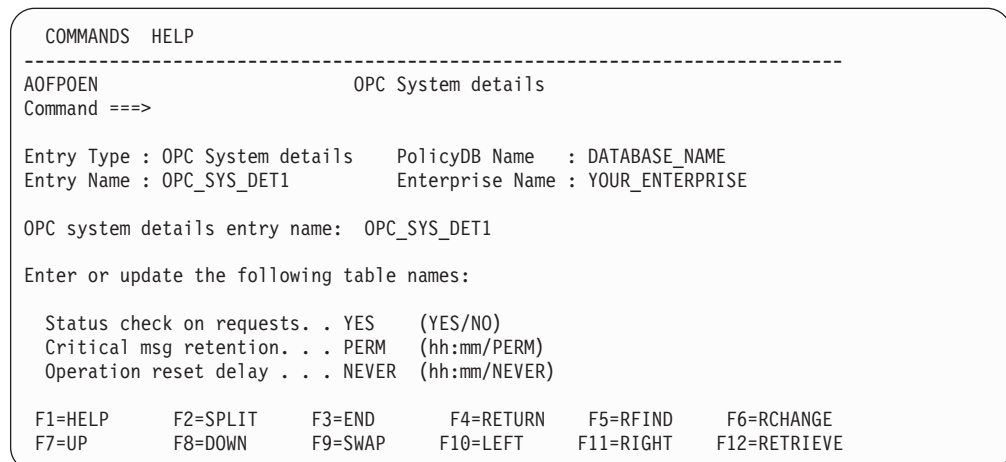 COMMANDS HELP
-------------------------------------------------------------------------------
AOFPOEN OPC System details
Command ===>
Entry Type : OPC System details PolicyDB Name : DATABASE_NAME
Entry Name : OPC_SYS_DET1 Enterprise Name : YOUR_ENTERPRISE
OPC system details entry name: OPC_SYS_DET1
Enter or update the following table names:
Status check on requests. . YES (YES/NO)
Critical msg retention. . . PERM (hh:mm/PERM)
Operation reset delay . . . NEVER (hh:mm/NEVER)
F1=HELP F2=SPLIT F3=END F4=RETURN F5=RFIND F6=RCHANGE
F7=UP F8=DOWN F9=SWAP F10=LEFT F11=RIGHT F12=RETRIEVE